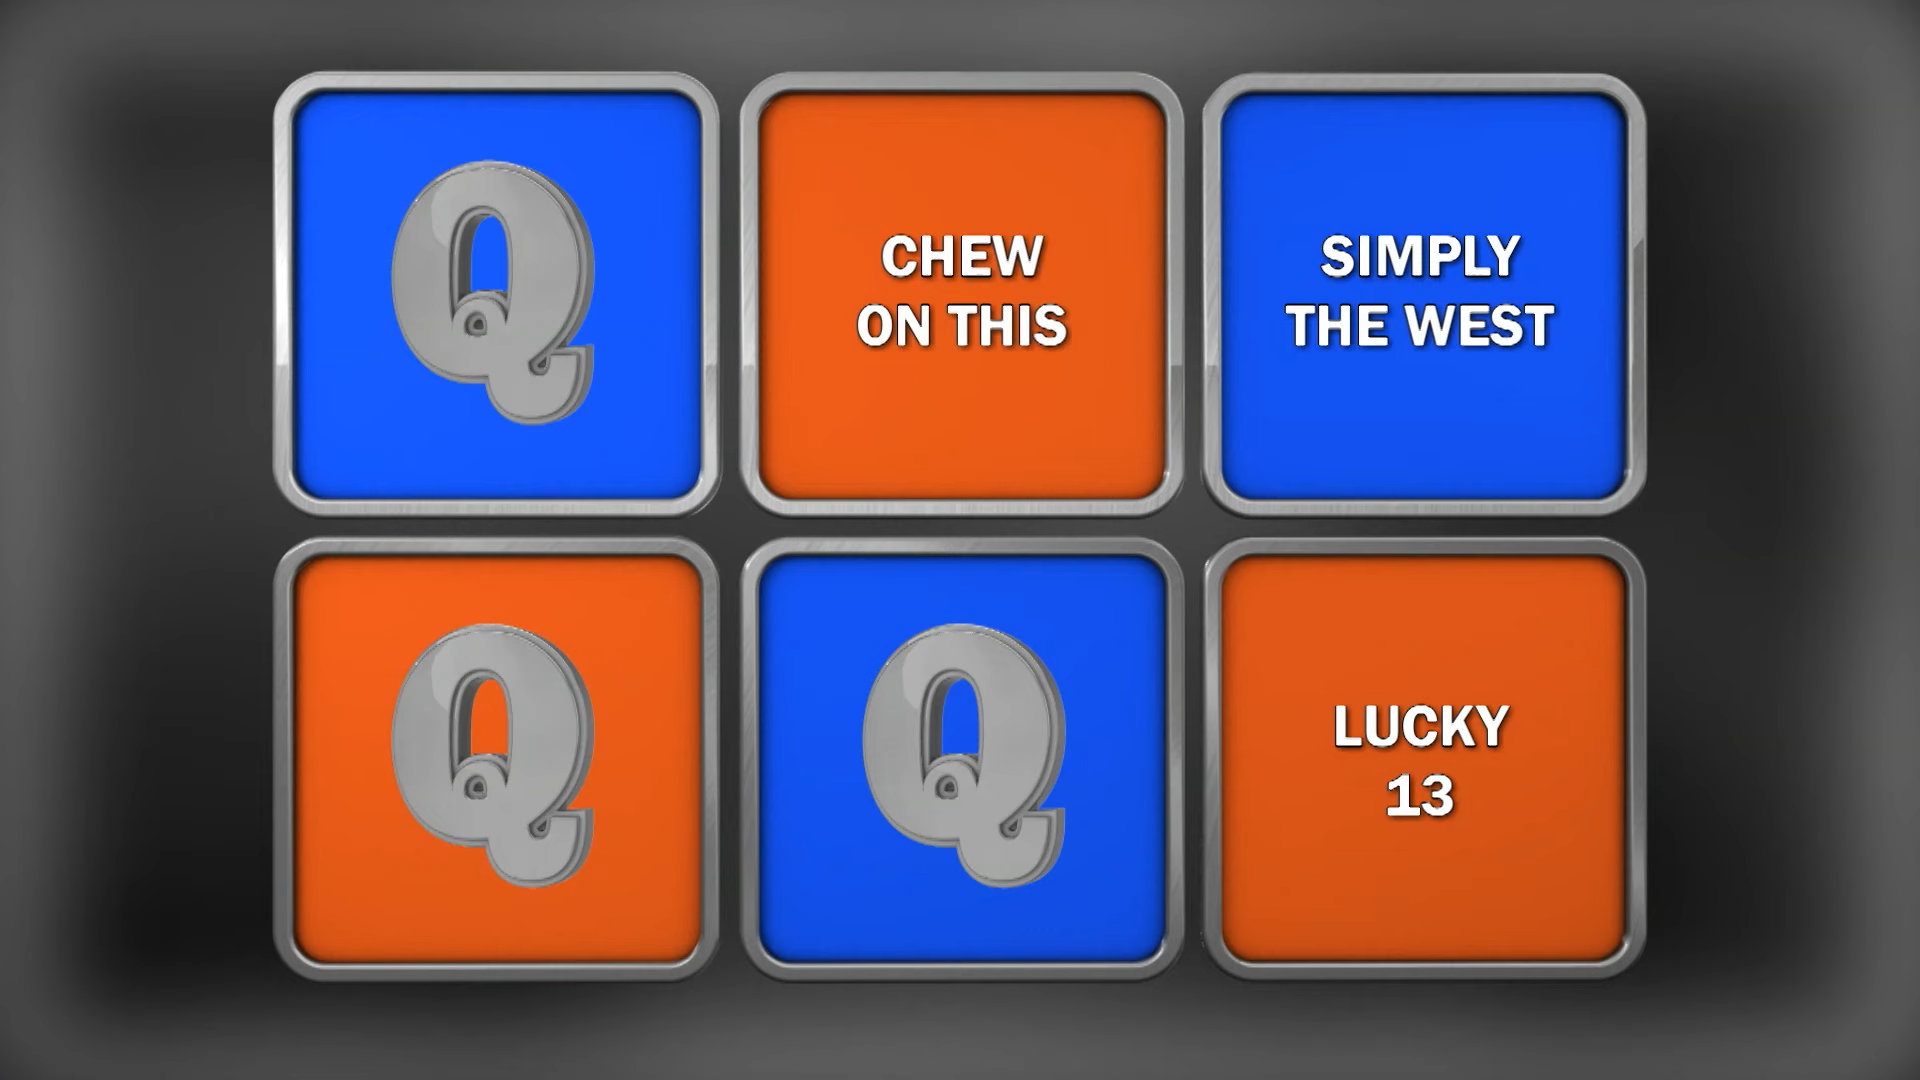 Q
CHEW
ON THIS
SIMPLY
THE WEST
Q
Q
LUCKY
13